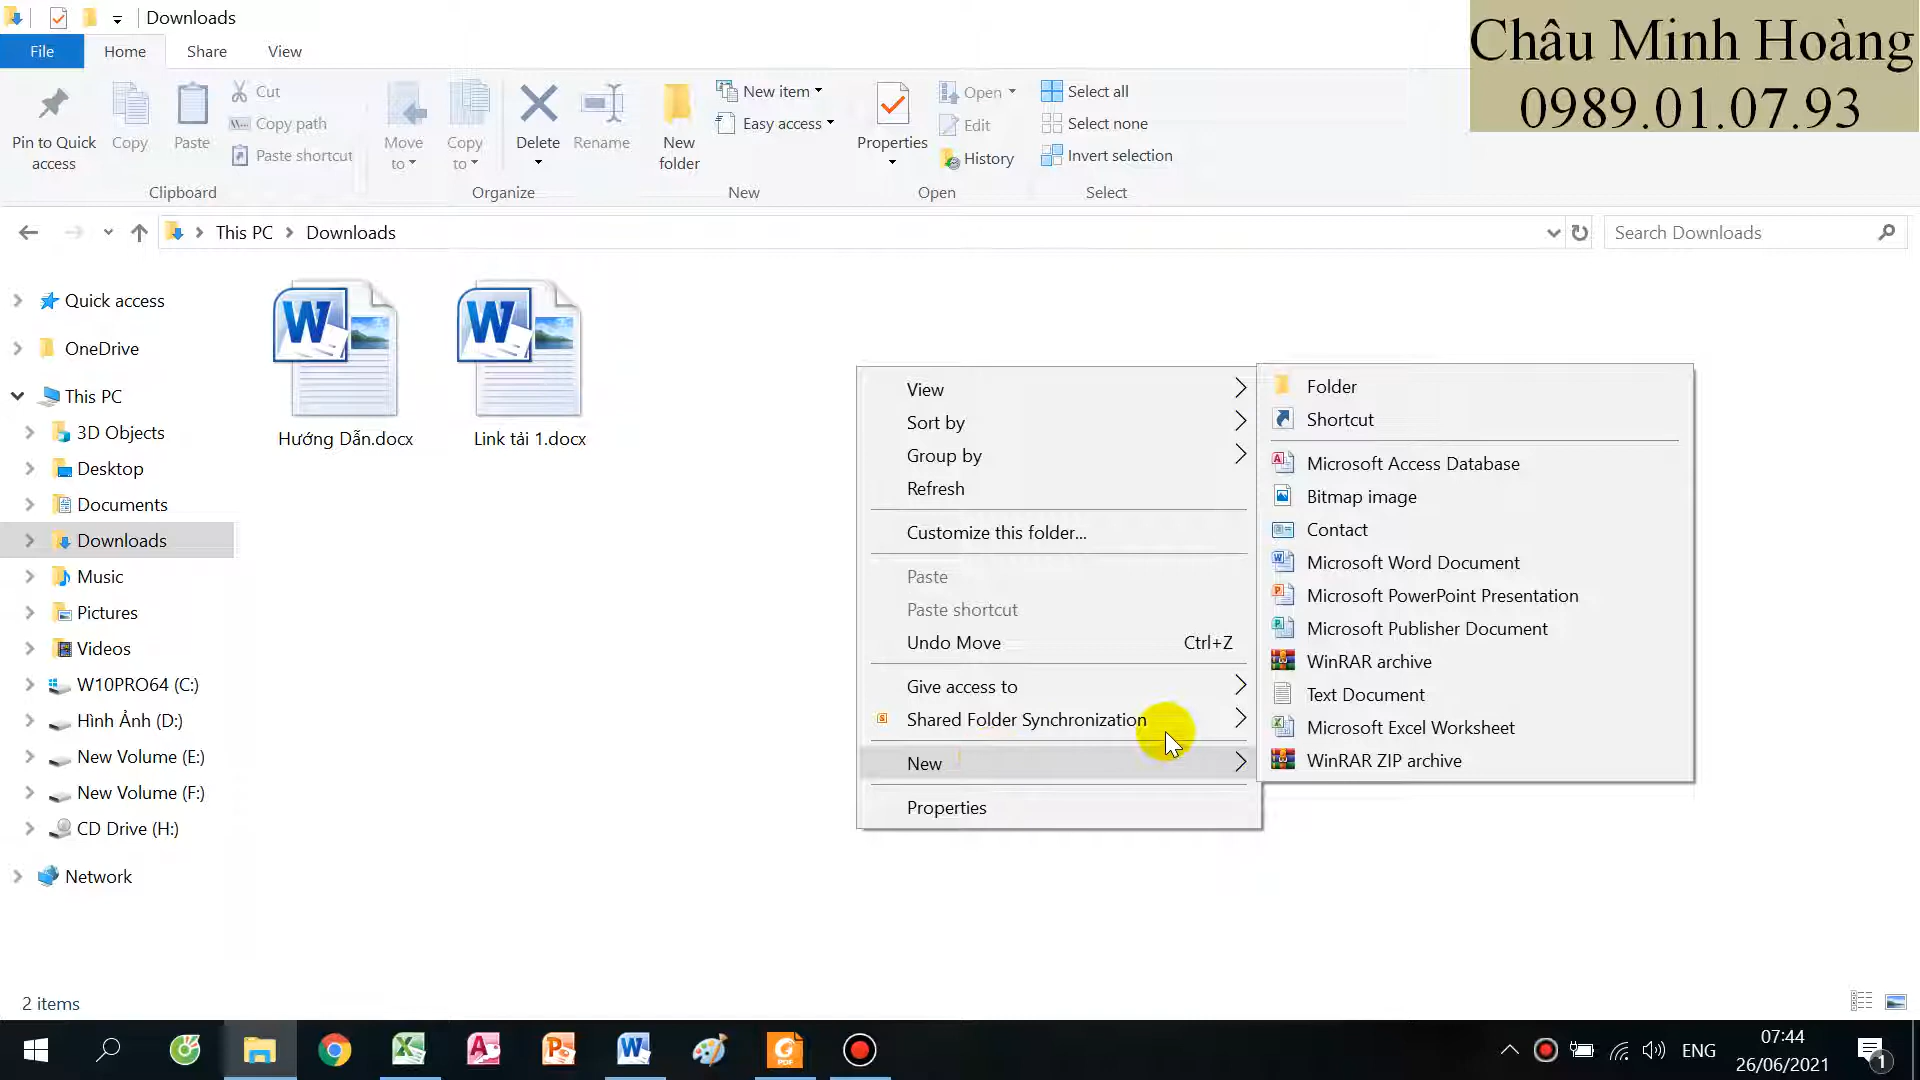 Downloads
Châu Minh Hoàng
0989.01.07.93
File
Home
Share
View
Pin to Quick access
Copy
Paste
Cut
Copy path
Paste shortcut
Clipboard
Move to
Copy to
Delete
Rename
Organize
New folder
New item
Easy access
New
Properties
Open
Edit
History
Open
Select all
Select none
Invert selection
Select
This PC
Downloads
Search Downloads
Quick access
OneDrive
This PC
3D Objects
Desktop
Documents
Downloads
Music
Pictures
Videos
W10PRO64 (C:)
Hình Ảnh (D:)
New Volume (E:)
New Volume (F:)
CD Drive (H:)
Network
Hướng Dẫn.docx
Link tải 1.docx
View
Sort by
Group by
Refresh
Customize this folder...
Paste
Paste shortcut
Undo Move Ctrl+Z
Give access to
Shared Folder Synchronization
New
Properties
Folder
Shortcut
Microsoft Access Database
Bitmap image
Contact
Microsoft Word Document
Microsoft PowerPoint Presentation
Microsoft Publisher Document
WinRAR archive
Text Document
Microsoft Excel Worksheet
WinRAR ZIP archive
2 items
ENG
07:44
26/06/2021
1